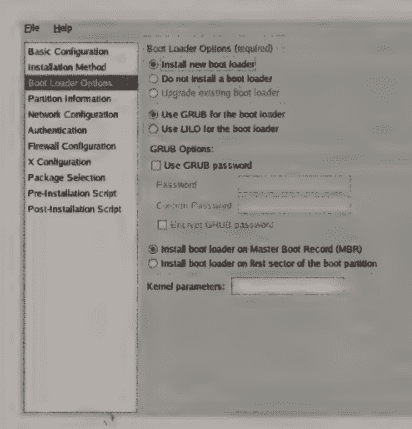 File Help
Basic Configuration
Installation Method
Boot Loader Options
Partition Information
Network Configuration
Authentication
Firewall Configuration
X Configuration
Package Selection
Pre-Installation Script
Post-Installation Script
Boot Loader Options (required)
Install new boot loader
Do not install a boot loader
Upgrade existing boot loader
Use GRUB for the boot loader
Use LILO for the boot loader
GRUB Options:
Use GRUB password
Password
Confirm Password
Encrypt GRUB password
Install boot loader on Master Boot Record (MBR)
Install boot loader on first sector of the boot partition
Kernel parameters: